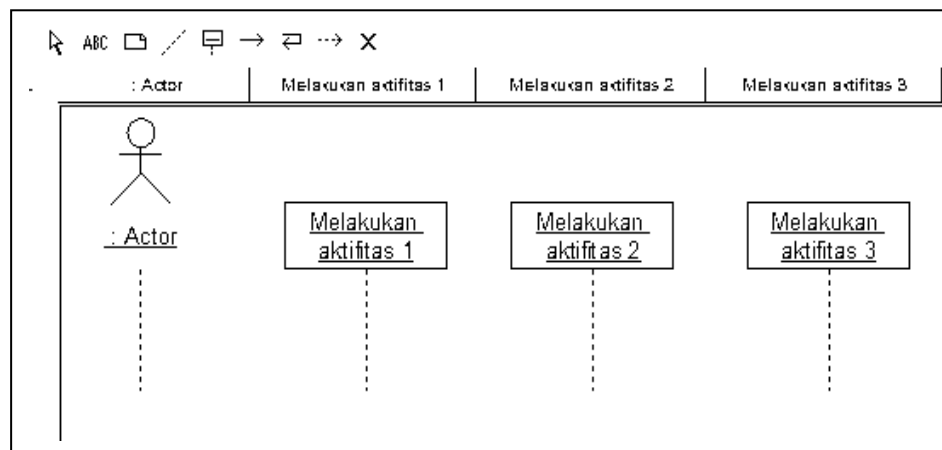 ABC
: Actor
Melakukan aktifitas 1
Melakukan aktifitas 2
Melakukan aktifitas 3
: Actor
Melakukan
aktifitas 1
Melakukan
aktifitas 2
Melakukan
aktifitas 3